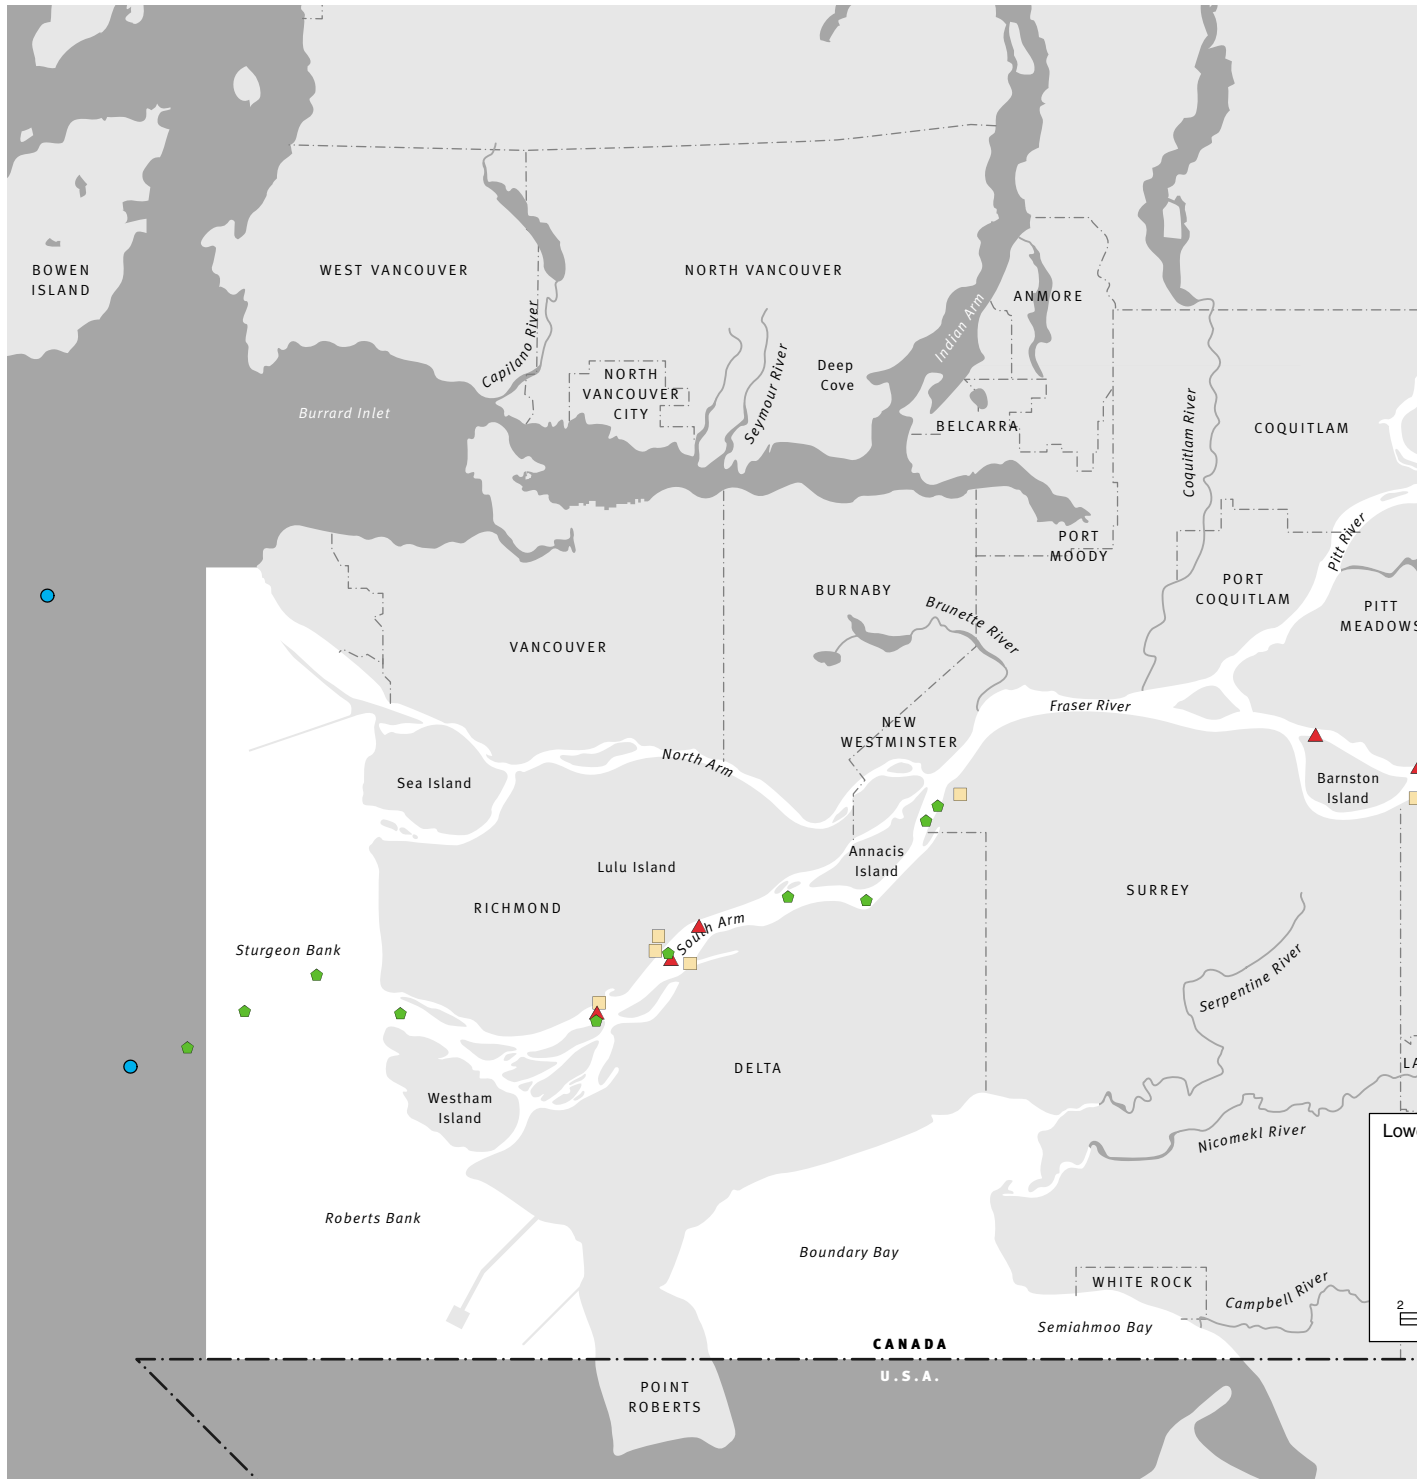 BOWEN
ISLAND
WEST VANCOUVER
NORTH VANCOUVER
ANMORE
Indian Arm
Capilano River
NORTH
VANCOUVER
CITY
Seymour River
Deep
Cove
Burrard Inlet
BELCARRA
Coquitlam River
COQUITLAM
PORT
MOODY
Pitt River
PORT
COQUITLAM
PITT
MEADOWS
BURNABY
Brunette River
VANCOUVER
Fraser River
NEW
WESTMINSTER
North Arm
Sea Island
Barnston
Island
Lulu Island
Annacis
Island
SURREY
RICHMOND
South Arm
Sturgeon Bank
Serpentine River
DELTA
LA
Westham
Island
Lowe
Nicomekl River
Roberts Bank
Boundary Bay
WHITE ROCK
Campbell River
2
Semiahmoo Bay
CANADA
U.S.A.
POINT
ROBERTS